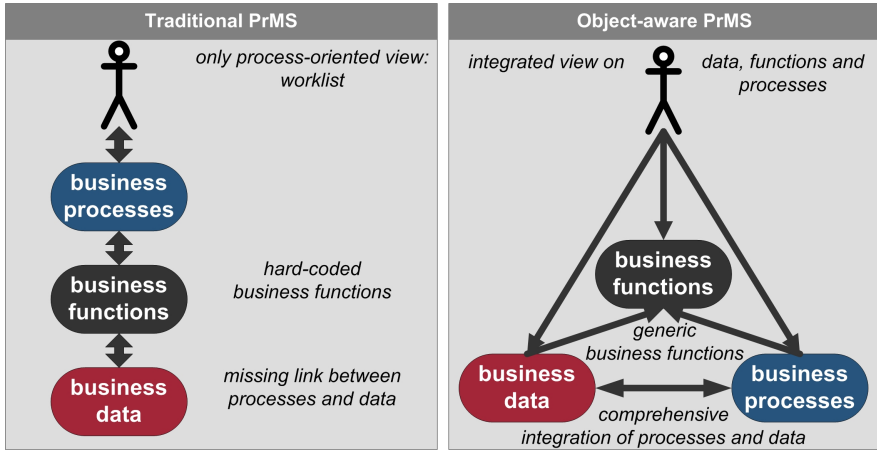 Traditional PrMS
only process-oriented view:
worklist
business
processes
hard-coded
business functions
business
functions
missing link between
processes and data
business
data
Object-aware PrMS
integrated view on
data, functions and
processes
business
functions
generic
business functions
business
data
business
processes
comprehensive
integration of processes and data